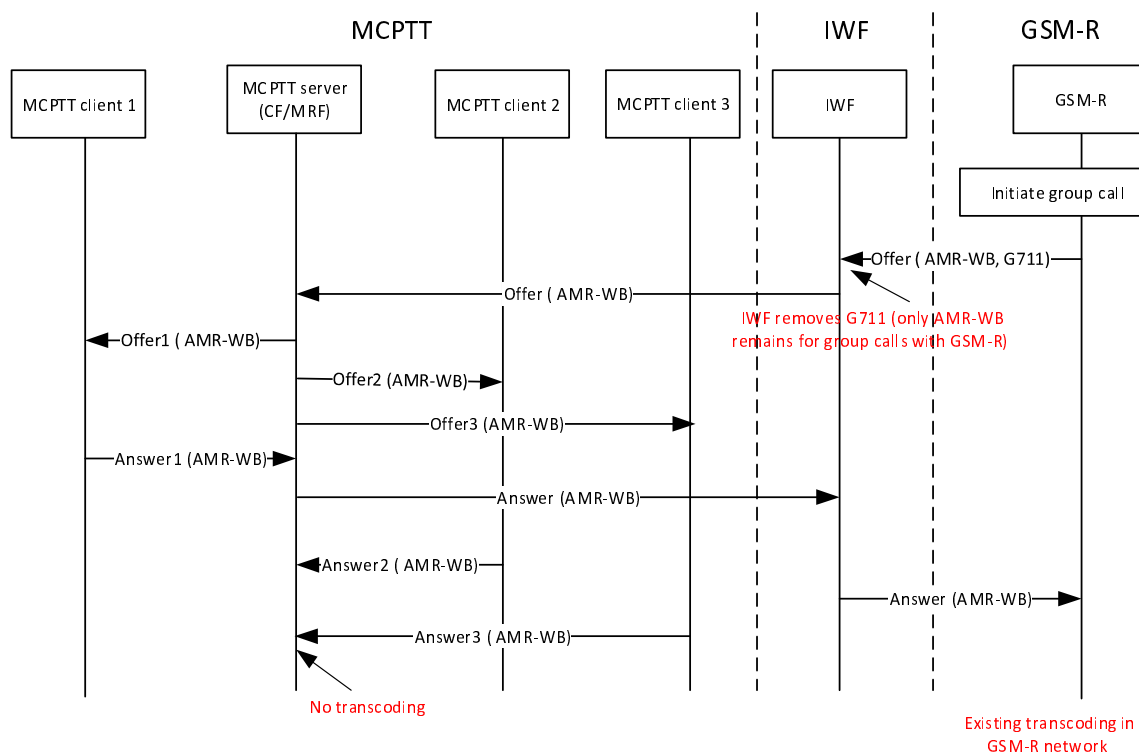 MCPTT
IWF
GSM-R
MCPTT client 1
MCPTT server
(CF/MRF)
MCPTT client 2
MCPTT client 3
IWF
GSM-R
Initiate group call
Offer ( AMR-WB, G711)
Offer ( AMR-WB)
IWF removes G711 (only AMR-WB
remains for group calls with GSM-R)
Offer1 ( AMR-WB)
Offer2 (AMR-WB)
Offer3 (AMR-WB)
Answer1 (AMR-WB)
Answer (AMR-WB)
Answer2 ( AMR-WB)
Answer (AMR-WB)
Answer3 (AMR-WB)
No transcoding
Existing transcoding in
GSM-R network